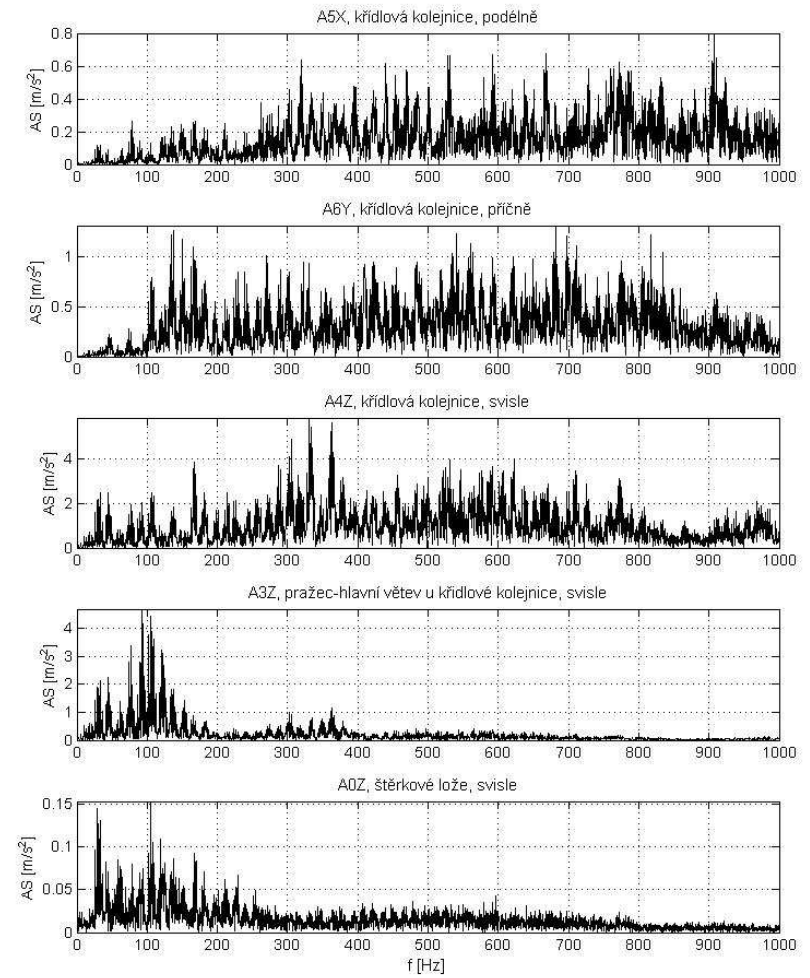 A5X, křídlová kolejnice, podélně
AS [m/s²]
0.8
0.6
0.4
0.2
0
0 100 200 300 400 500 600 700 800 900 1000
A6Y, křídlová kolejnice, příčně
AS [m/s²]
1
0.5
0
0 100 200 300 400 500 600 700 800 900 1000
A4Z, křídlová kolejnice, svisle
AS [m/s²]
4
2
0
0 100 200 300 400 500 600 700 800 900 1000
A3Z, pražec-hlavní větev u křidlové kolejnice, svisle
AS [m/s²]
4
3
2
1
0
0 100 200 300 400 500 600 700 800 900 1000
A0Z, štěrkové lože, svisle
AS [m/s²]
0.15
0.1
0.05
0
0 100 200 300 400 500 600 700 800 900 1000
f [Hz]